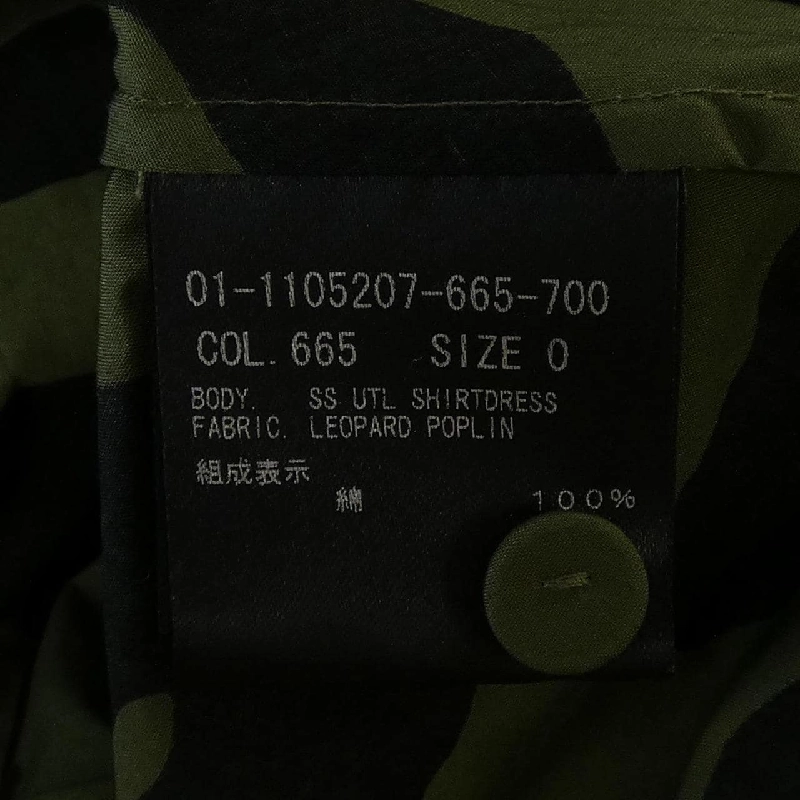 01-1105207-665-700
COL. 665 SIZE 0
BODY. SS UTL SHIRTDRESS
FABRIC. LEOPARD POPLIN
組成表示
綿 100%